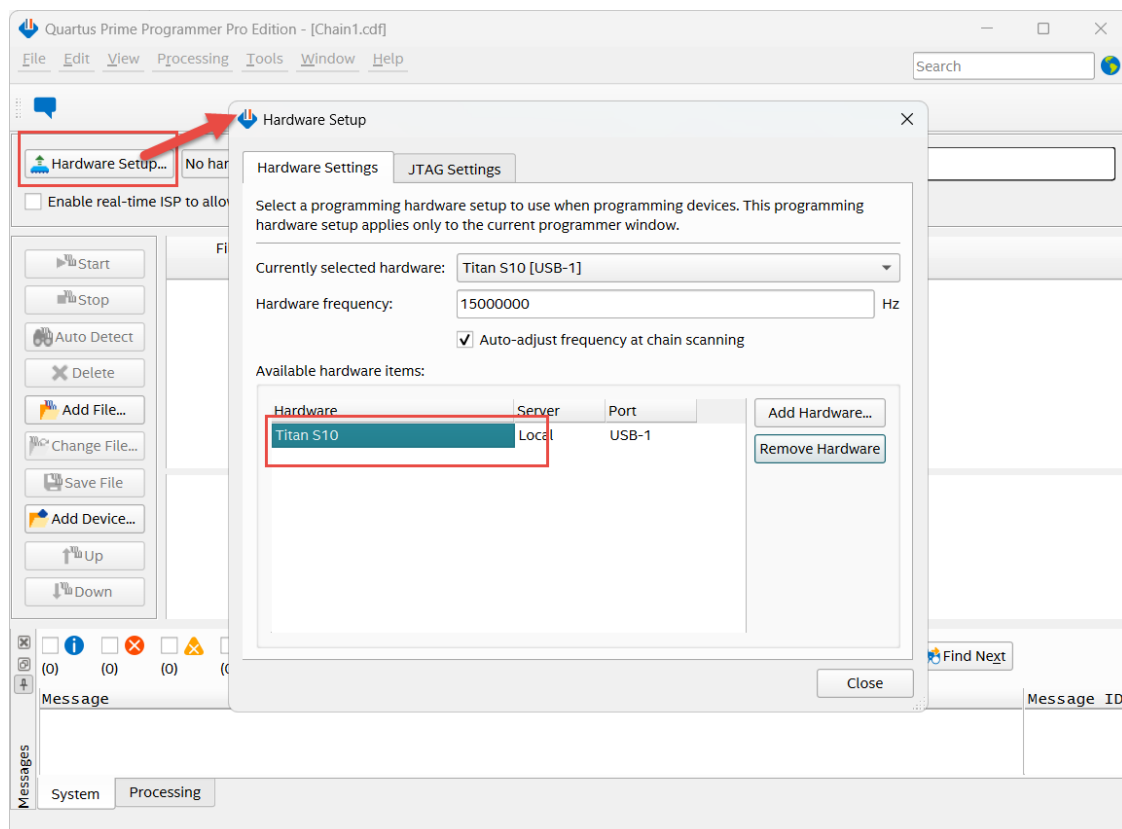 Quartus Prime Programmer Pro Edition - [Chain1.cdf]
File Edit View Processing Tools Window Help
Search
Hardware Setup...
No har
Enable real-time ISP to allo
Start
Stop
Auto Detect
Delete
Add File...
Change File...
Save File
Add Device...
Up
Down
Fi
Hardware Setup
Hardware Settings JTAG Settings
Select a programming hardware setup to use when programming devices. This programming
hardware setup applies only to the current programmer window.
Currently selected hardware: Titan S10 [USB-1]
Hardware frequency: 15000000 Hz
Auto-adjust frequency at chain scanning
Available hardware items:
Hardware Server Port
Titan S10 Local USB-1
Add Hardware...
Remove Hardware
Close
(0) (0) (0) (0
Find Next
Message Message ID
Messages
System Processing